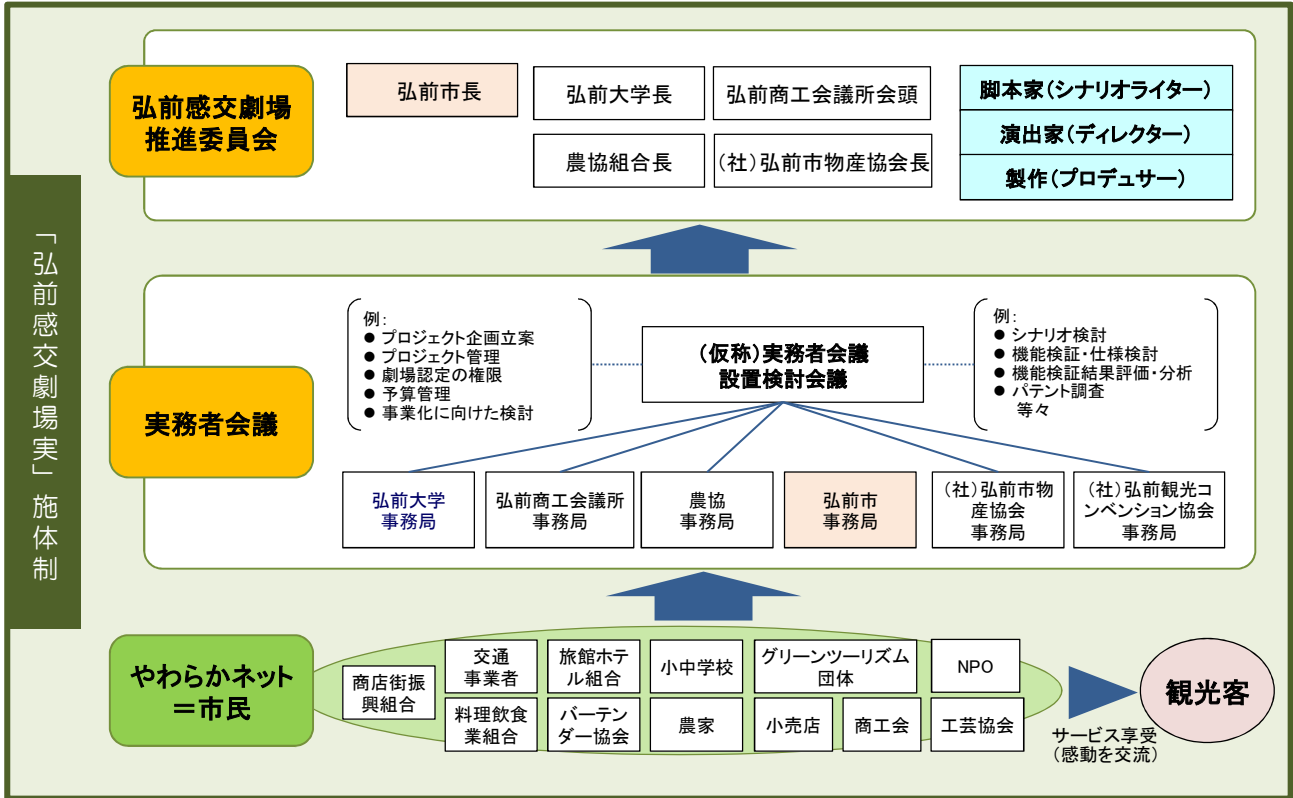 「弘前感交劇場実」施体制
弘前感交劇場
推進委員会
弘前市長
弘前大学長
弘前商工会議所会頭
農協組合長
(社)弘前市物産協会長
脚本家(シナリオライター)
演出家(ディレクター)
製作(プロデュサー)
実務者会議
例:
● プロジェクト企画立案
● プロジェクト管理
● 劇場認定の権限
● 予算管理
● 事業化に向けた検討
(仮称)実務者会議
設置検討会議
例:
● シナリオ検討
● 機能検証・仕様検討
● 機能検証結果評価・分析
● パテント調査
等々
弘前大学
事務局
弘前商工会議所
事務局
農協
事務局
弘前市
事務局
(社)弘前市物
産協会
事務局
(社)弘前観光コ
ンベンション協会
事務局
やわらかネット
=市民
商店街振
興組合
交通
事業者
旅館ホテ
ル組合
小中学校
グリーンツーリズム
団体
NPO
料理飲食
業組合
バーテン
ダー協会
農家
小売店
商工会
工芸協会
サービス享受
(感動を交流)
観光客